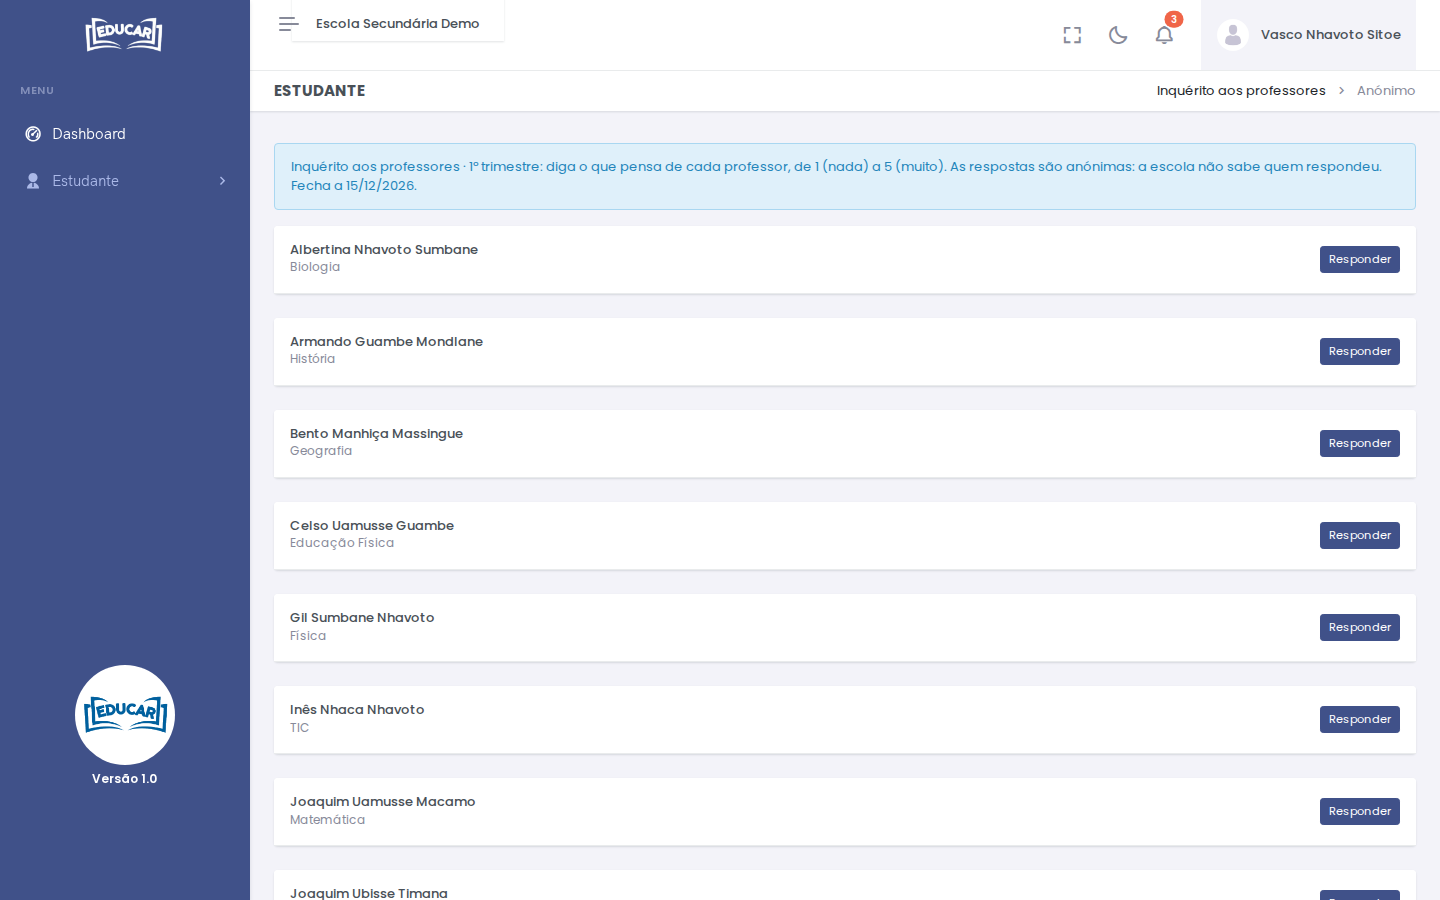 EDUCAR
Escola Secundária Demo
3
Vasco Nhavoto Sitoe
MENU
Dashboard
Estudante
ESTUDANTE
Inquérito aos professores > Anónimo
Inquérito aos professores · 1º trimestre: diga o que pensa de cada professor, de 1 (nada) a 5 (muito). As respostas são anónimas: a escola não sabe quem respondeu.
Fecha a 15/12/2026.
Albertina Nhavoto Sumbane
Biologia
Responder
Armando Guambe Mondlane
História
Responder
Bento Manhiça Massingue
Geografia
Responder
Celso Uamusse Guambe
Educação Física
Responder
Gil Sumbane Nhavoto
Física
Responder
Inês Nhaca Nhavoto
TIC
Responder
Joaquim Uamusse Macamo
Matemática
Responder
Joaquim Ubisse Timana
EDUCAR
Versão 1.0